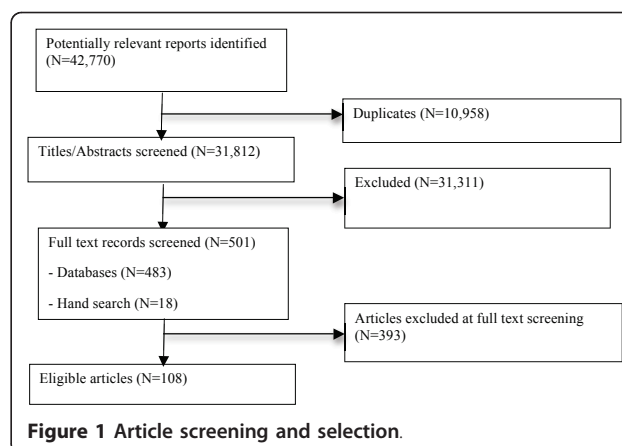 Potentially relevant reports identified
(N=42,770)
Duplicates (N=10,958)
Titles/Abstracts screened (N=31,812)
Excluded (N=31,311)
Full text records screened (N=501)
- Databases (N=483)
- Hand search (N=18)
Articles excluded at full text screening
(N=393)
Eligible articles (N=108)
Figure 1 Article screening and selection.